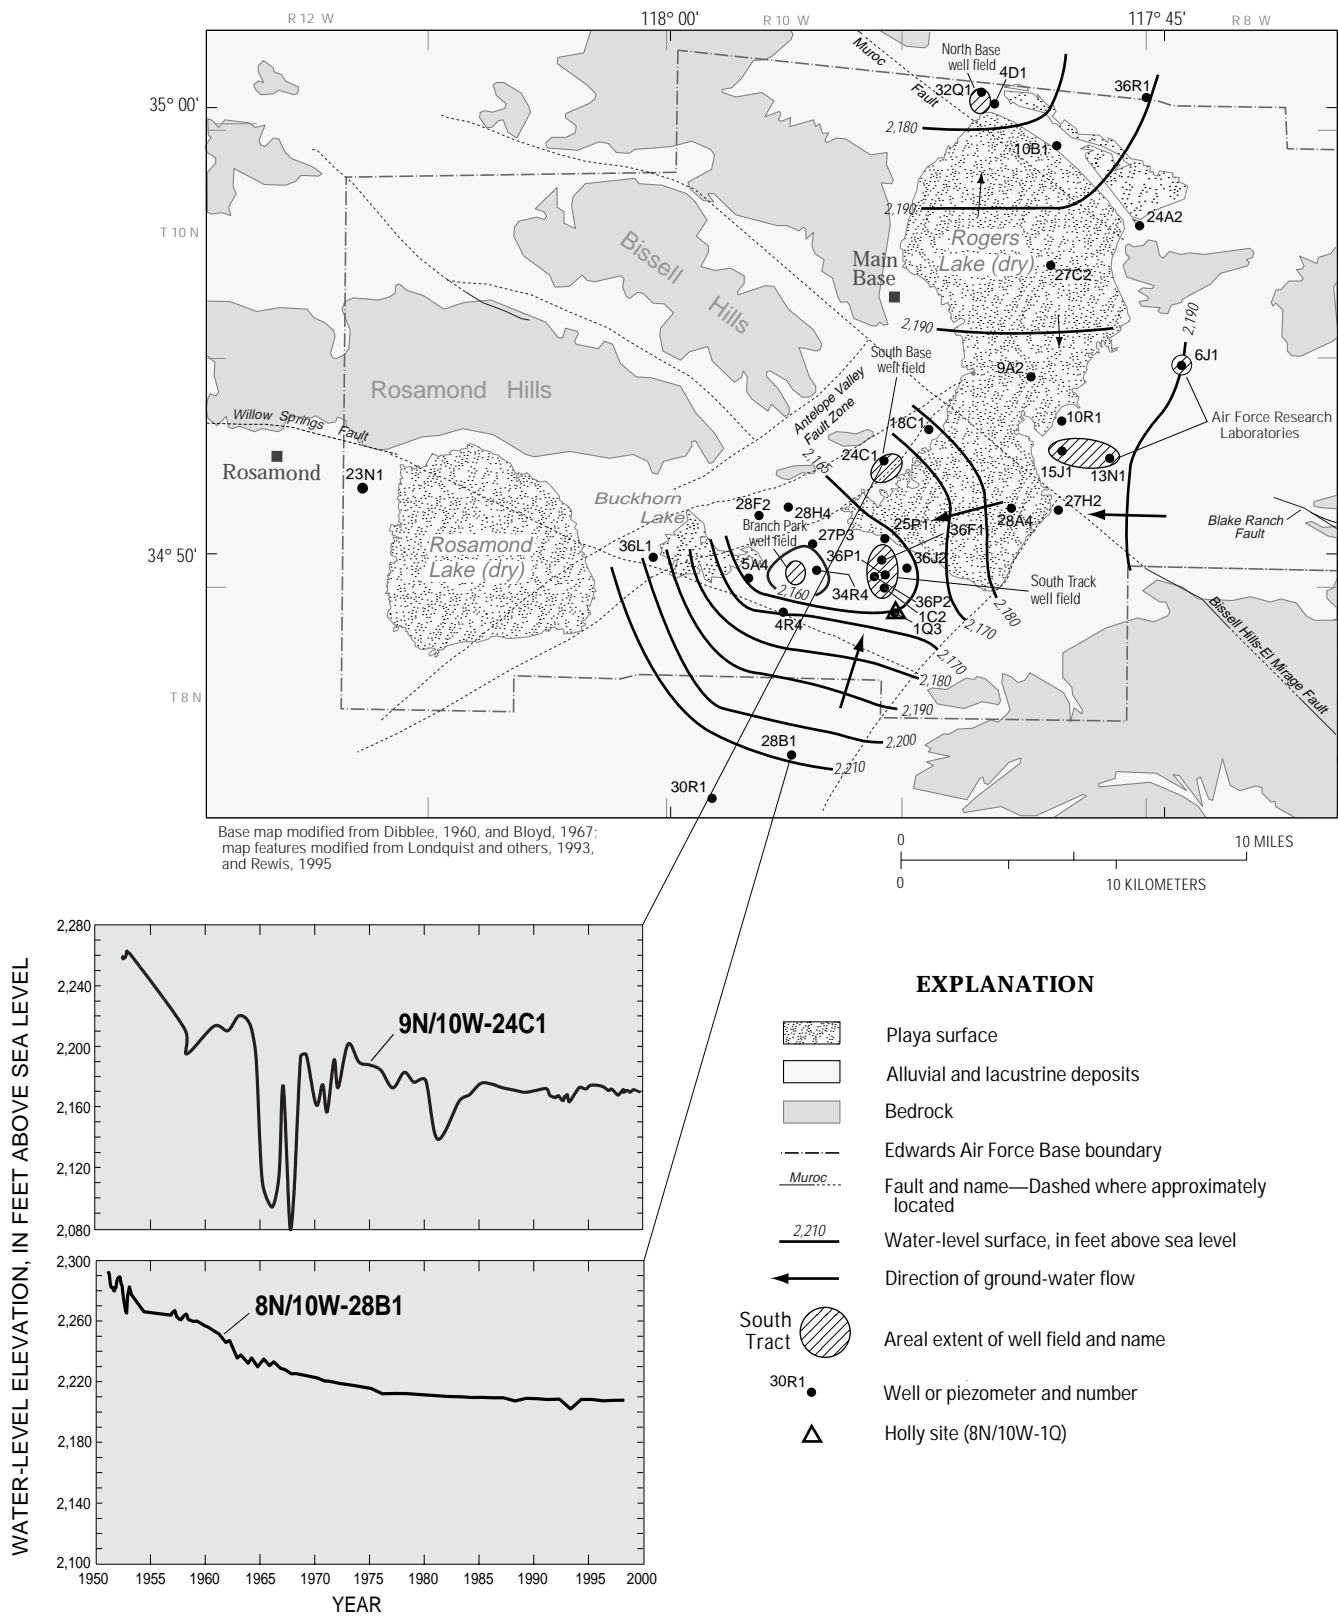 R 12 W
118° 00'
R 10 W
117° 45'
R 8 W
Muroc
Fault
North Base
well field
4D1
32Q1
36R1
35° 00'
2,180
10B1
2,190
24A2
T 10 N
Rogers
Lake (dry)
27C2
Bissell
Hills
Main
Base
2,190
2,190
South Base
well field
6J1
9A2
Rosamond Hills
Antelope Valley
Fault Zone
10R1
Air Force Research
Laboratories
Willow Springs Fault
18C1
24C1
2,165
15J1
13N1
Rosamond
23N1
Buckhorn
Lake
28F2
28H4
Branch Park
well field
27P3
25P1
36F1
28A4
27H2
Blake Ranch
Fault
34° 50'
Rosamond
Lake (dry)
36L1
5A4
36P1
36J2
2,160
34R4
South Track
well field
36P2
1C2
1Q3
4R4
2,180
2,170
2,170
2,180
2,190
2,200
2,210
Bissell Hills-El Mirage Fault
T 8 N
28B1
30R1
Base map modified from Dibblee, 1960, and Bloyd, 1967;
map features modified from Londquist and others, 1993,
and Rewis, 1995
0
10 MILES
0
10 KILOMETERS
WATER-LEVEL ELEVATION, IN FEET ABOVE SEA LEVEL
2,280
2,240
2,200
2,160
2,120
2,080
9N/10W-24C1
2,300
2,260
2,220
2,180
2,140
2,100
8N/10W-28B1
1950
1955
1960
1965
1970
1975
1980
1985
1990
1995
2000
YEAR
EXPLANATION
Playa surface
Alluvial and lacustrine deposits
Bedrock
Edwards Air Force Base boundary
Muroc
Fault and name—Dashed where approximately
located
2,210
Water-level surface, in feet above sea level
Direction of ground-water flow
South
Tract
Areal extent of well field and name
30R1
Well or piezometer and number
Holly site (8N/10W-1Q)